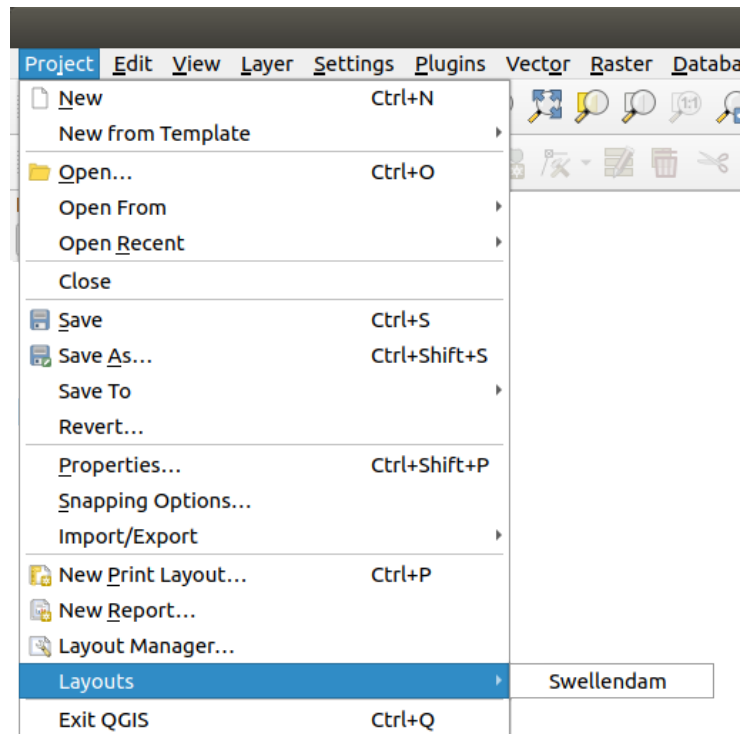 Project Edit View Layer Settings Plugins Vector Raster Databa
New Ctrl+N
New from Template
Open... Ctrl+O
Open From
Open Recent
Close
Save Ctrl+S
Save As... Ctrl+Shift+S
Save To
Revert...
Properties... Ctrl+Shift+P
Snapping Options...
Import/Export
New Print Layout... Ctrl+P
New Report...
Layout Manager...
Layouts Swellendam
Exit QGIS Ctrl+Q